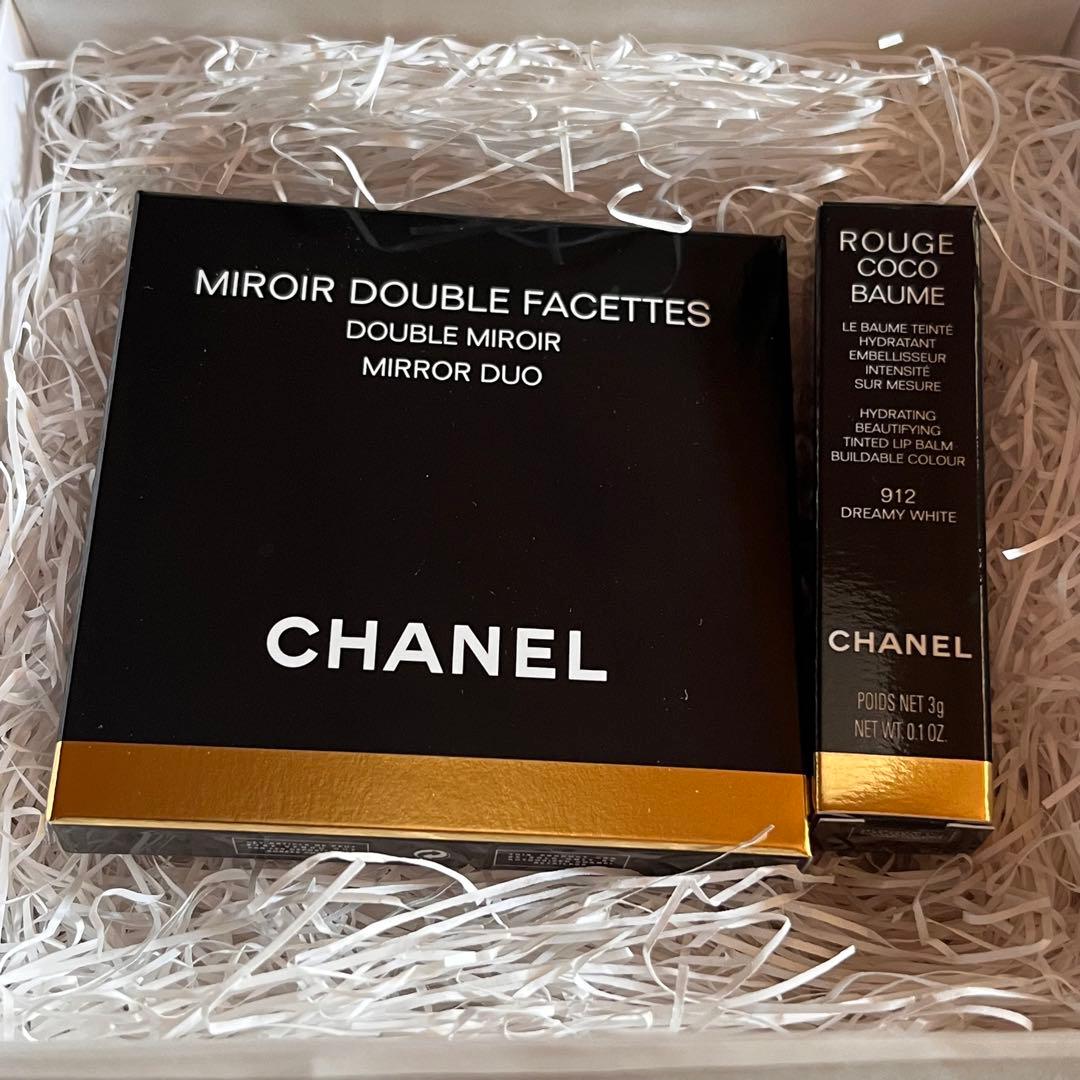 MIROIR DOUBLE FACETTES
DOUBLE MIROIR
MIRROR DUO
CHANEL
ROUGE
COCO
BAUME
LE BAUME TEINTÉ
HYDRATANT
EMBELLISSEUR
INTENSITÉ
SUR MESURE
HYDRATING
BEAUTIFYING
TINTED LIP BALM
BUILDABLE COLOUR
912
DREAMY WHITE
CHANEL
POIDS NET 3g
NET WT. 0.1 OZ.